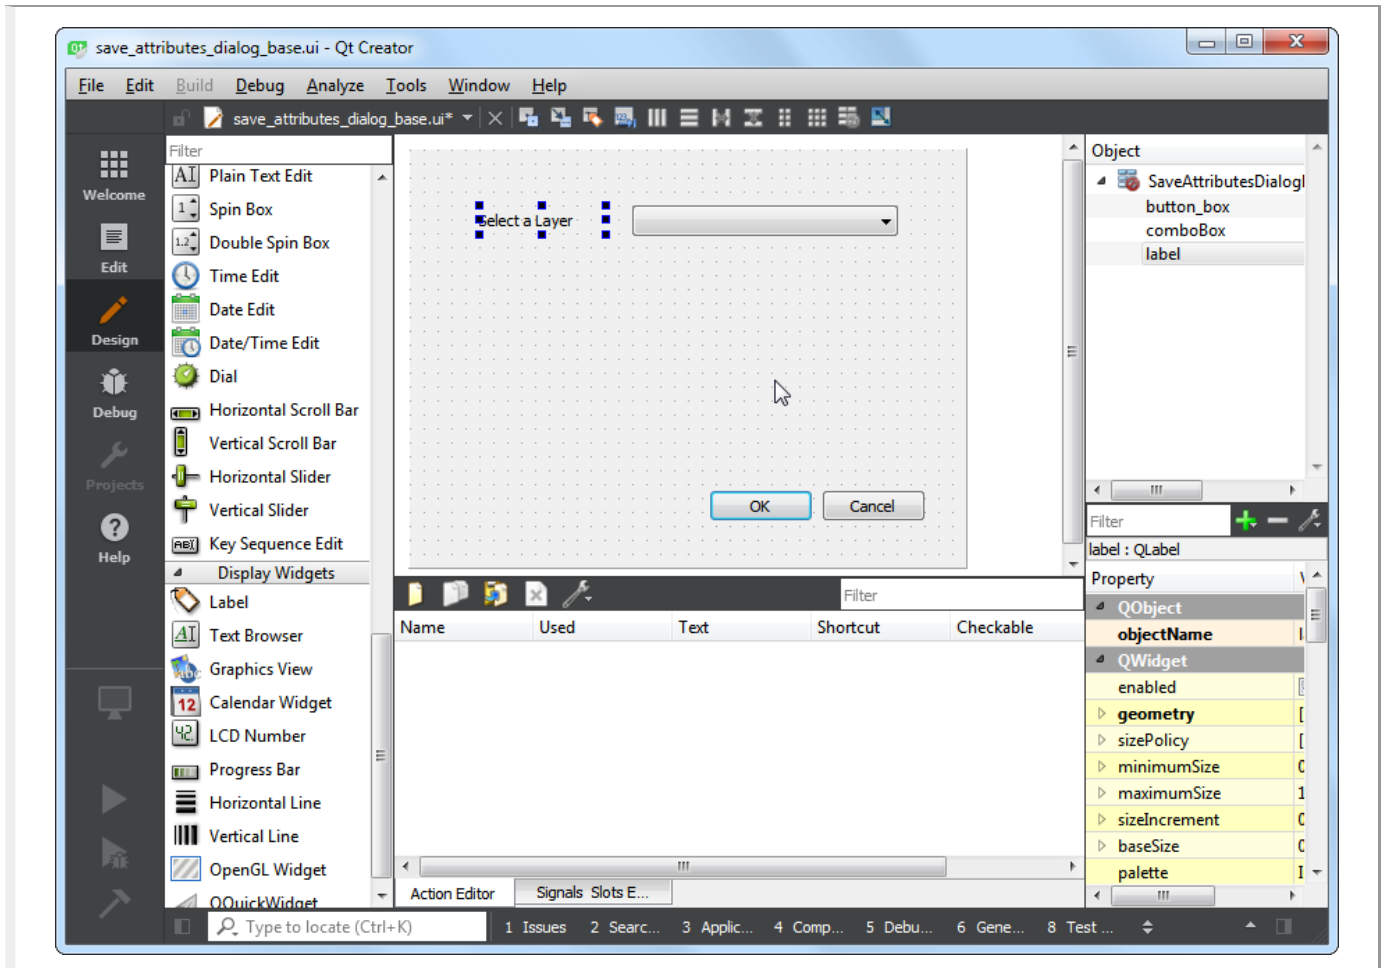 save_attributes_dialog_base.ui - Qt Creator
File Edit Build Debug Analyze Tools Window Help
save_attributes_dialog_base.ui*
Welcome
Edit
Design
Debug
Projects
Help
Filter
Plain Text Edit
Spin Box
Double Spin Box
Time Edit
Date Edit
Date/Time Edit
Dial
Horizontal Scroll Bar
Vertical Scroll Bar
Horizontal Slider
Vertical Slider
Key Sequence Edit
Display Widgets
Label
Text Browser
Graphics View
Calendar Widget
LCD Number
Progress Bar
Horizontal Line
Vertical Line
OpenGL Widget
QQuickWidget
Select a Layer
OK Cancel
Filter
Name Used Text Shortcut Checkable
Action Editor Signals Slots E...
Object
SaveAttributesDialog
button_box
comboBox
label
Filter
label : QLabel
Property
QObject
objectName
QWidget
enabled
geometry [
sizePolicy [
minimumSize 0
maximumSize 1
sizeIncrement 0
baseSize 0
palette I
Type to locate (Ctrl+K) 1 Issues 2 Searc... 3 Applic... 4 Comp... 5 Debu... 6 Gene... 8 Test ...